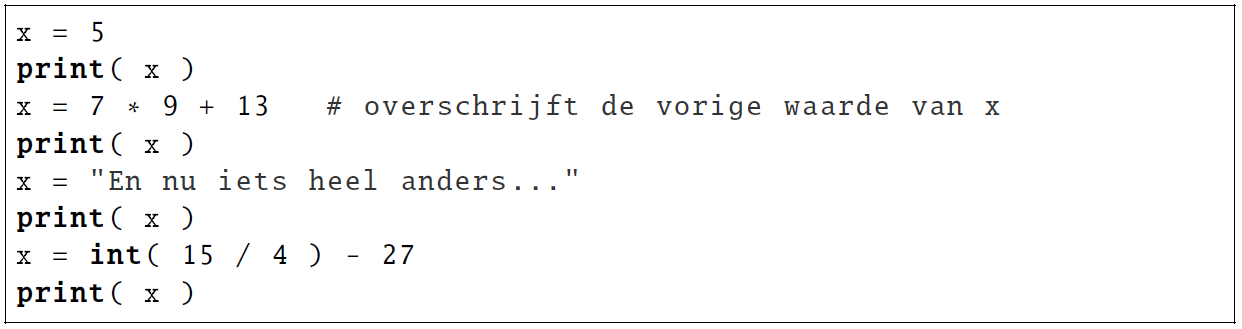 x = 5
print( x )
x = 7 * 9 + 13   # overschrijft de vorige waarde van x
print( x )
x = "En nu iets heel anders..."
print( x )
x = int( 15 / 4 ) - 27
print( x )